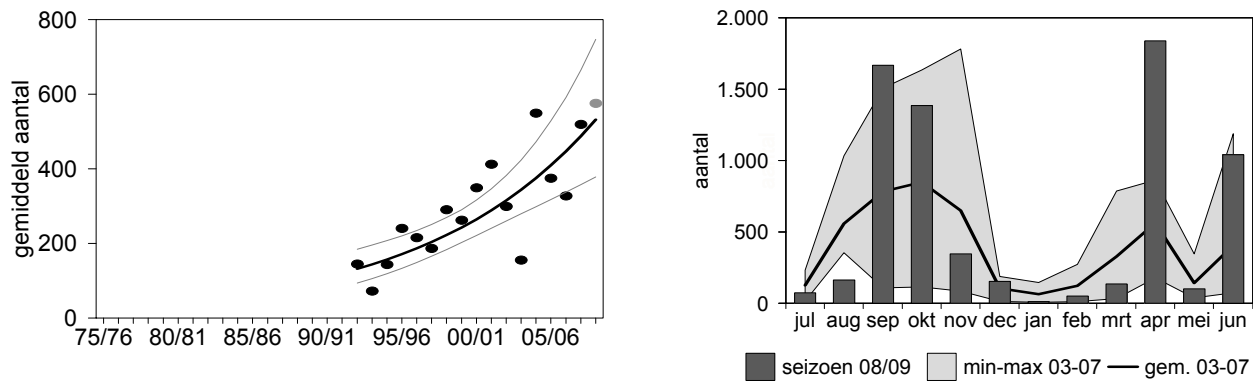 800
600
400
200
0
gemiddeld aantal
75/76 80/81 85/86 90/91 95/96 00/01 05/06
2.000
1.500
1.000
500
0
aantal
jul aug sep okt nov dec jan feb mrt apr mei jun
seizoen 08/09 min-max 03-07 gem. 03-07